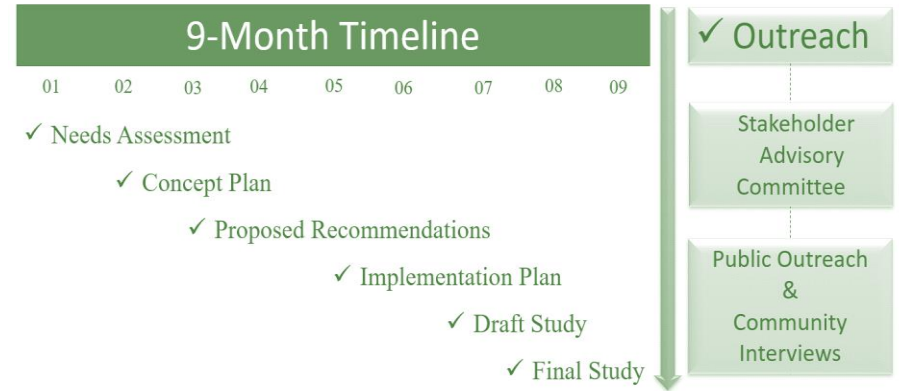 9-Month Timeline
01 02 03 04 05 06 07 08 09
✓ Needs Assessment
✓ Concept Plan
✓ Proposed Recommendations
✓ Implementation Plan
✓ Draft Study
✓ Final Study
✓ Outreach
Stakeholder
Advisory
Committee
Public Outreach
&
Community
Interviews